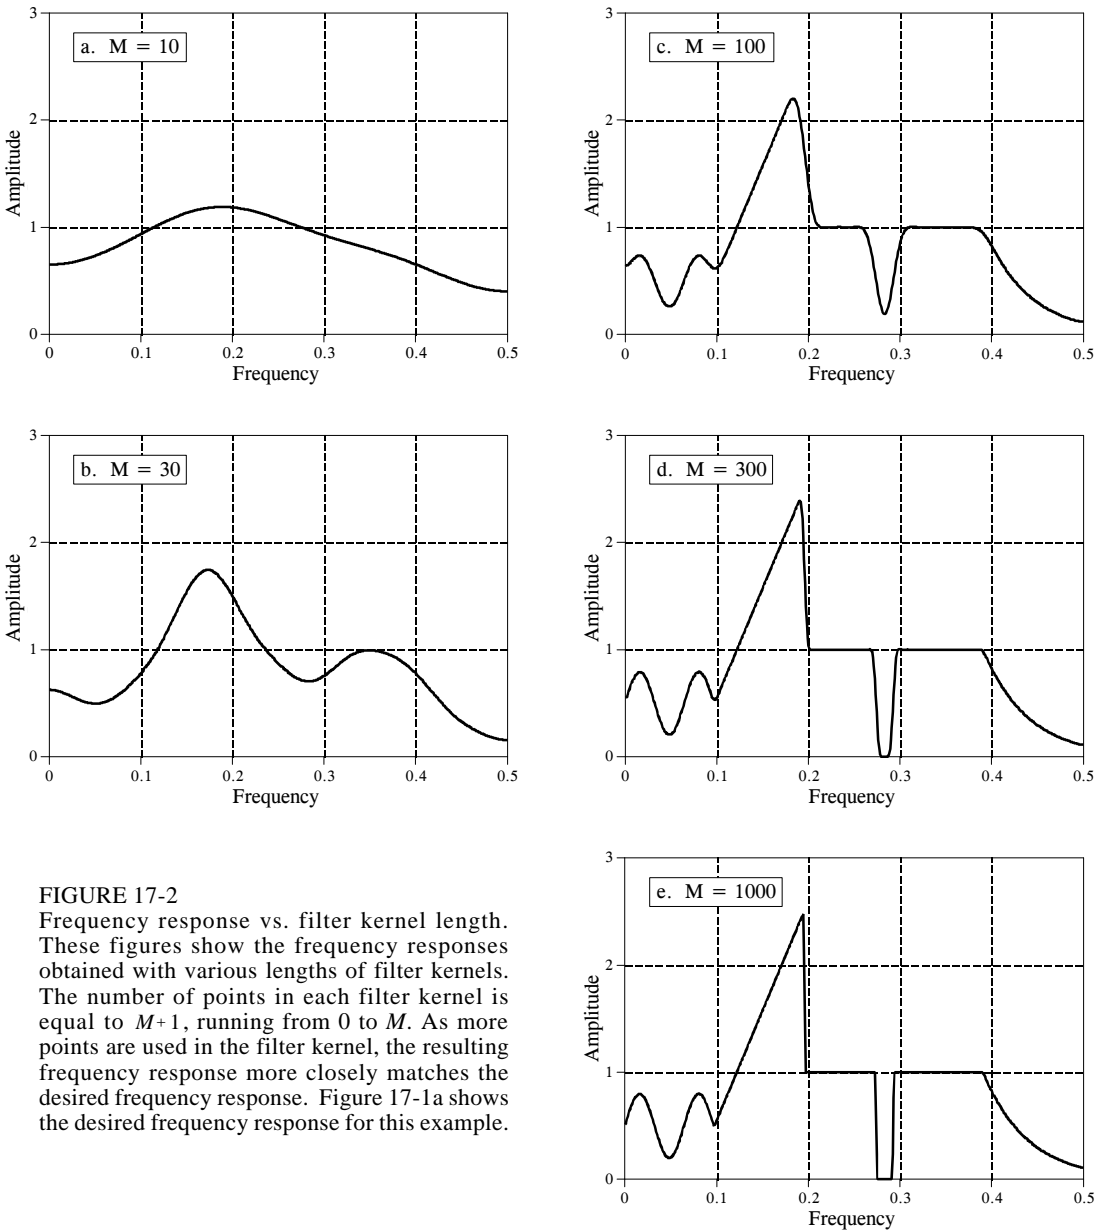 a. M = 10
3
2
1
0
Amplitude
0 0.1 0.2 0.3 0.4 0.5
Frequency
b. M = 30
3
2
1
0
Amplitude
0 0.1 0.2 0.3 0.4 0.5
Frequency
c. M = 100
3
2
1
0
Amplitude
0 0.1 0.2 0.3 0.4 0.5
Frequency
d. M = 300
3
2
1
0
Amplitude
0 0.1 0.2 0.3 0.4 0.5
Frequency
e. M = 1000
3
2
1
0
Amplitude
0 0.1 0.2 0.3 0.4 0.5
Frequency
FIGURE 17-2
Frequency response vs. filter kernel length.
These figures show the frequency responses
obtained with various lengths of filter kernels.
The number of points in each filter kernel is
equal to M+1, running from 0 to M. As more
points are used in the filter kernel, the resulting
frequency response more closely matches the
desired frequency response. Figure 17-1a shows
the desired frequency response for this example.